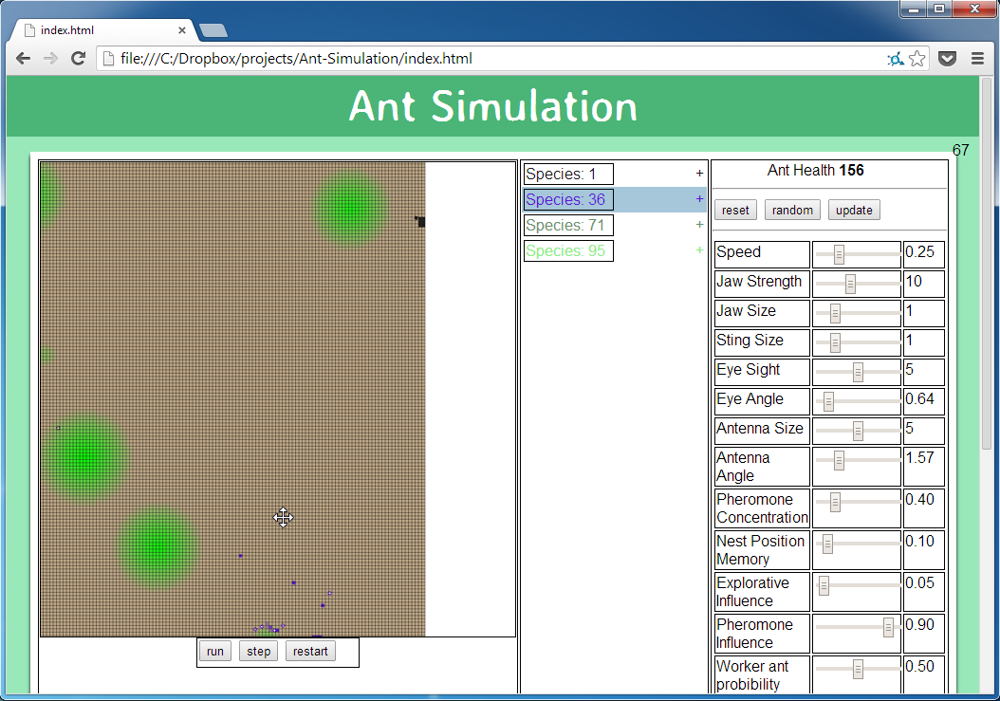 index.html
file:///C:/Dropbox/projects/Ant-Simulation/index.html
Ant Simulation
67
Species: 1 +
Species: 36 +
Species: 71 +
Species: 95 +
Ant Health 156
reset random update
Speed 0.25
Jaw Strength 10
Jaw Size 1
Sting Size 1
Eye Sight 5
Eye Angle 0.64
Antenna Size 5
Antenna 1.57
Angle
Pheromone 0.40
Concentration
Nest Position 0.10
Memory
Explorative 0.05
Influence
Pheromone 0.90
Influence
Worker ant 0.50
probibility
run step restart